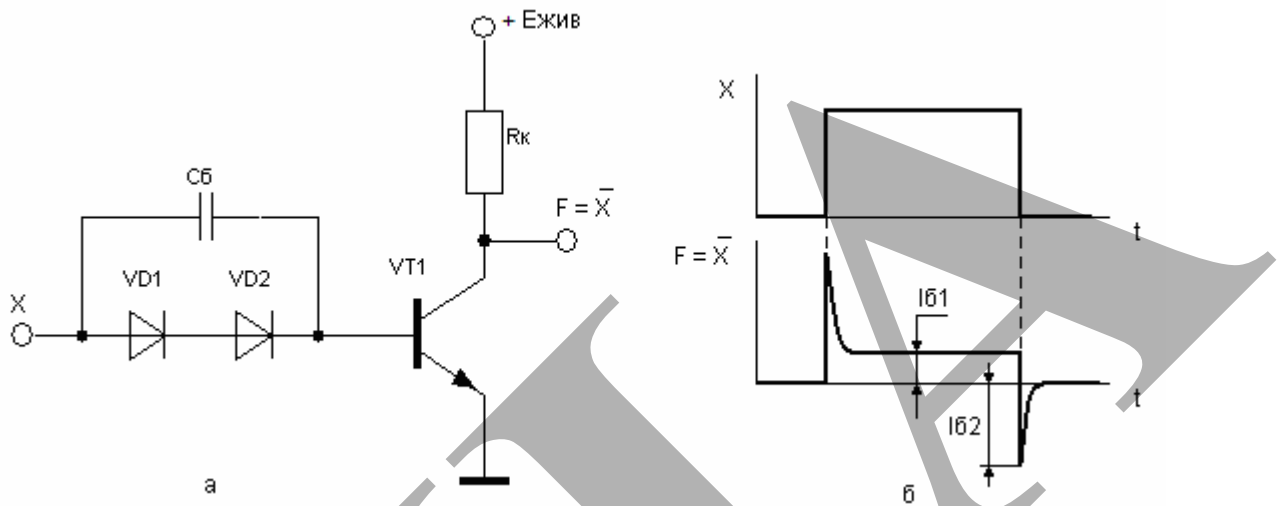 + Ежив
Rк
Cб
F = X̅
VD1
VD2
VT1
X
а
X
t
F = X̅
Iб1
t
Iб2
б